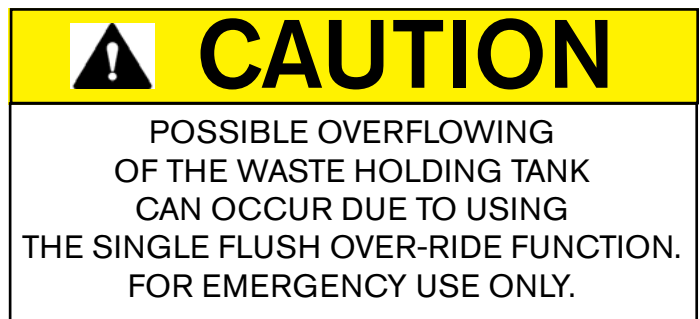 CAUTION
POSSIBLE OVERFLOWING
OF THE WASTE HOLDING TANK
CAN OCCUR DUE TO USING
THE SINGLE FLUSH OVER-RIDE FUNCTION.
FOR EMERGENCY USE ONLY.